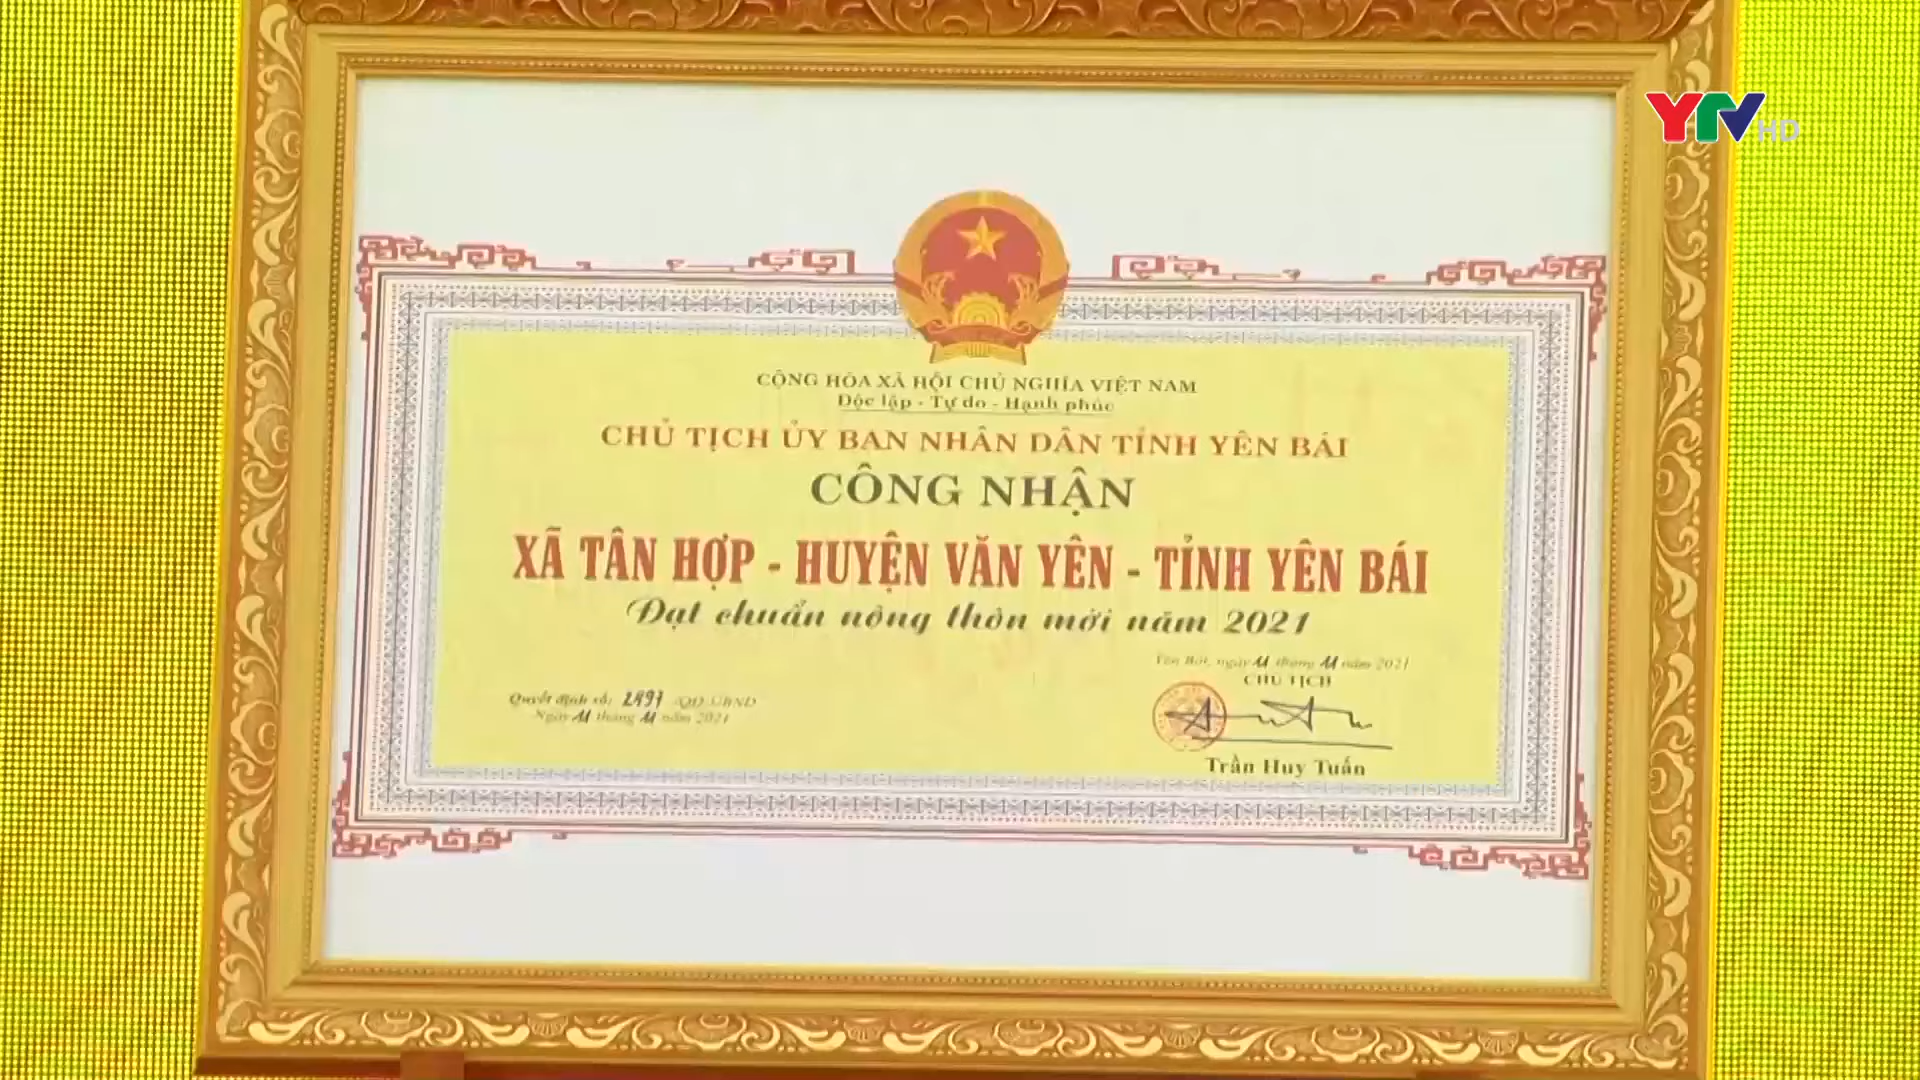 YTV HD
CỘNG HÒA XÃ HỘI CHỦ NGHĨA VIỆT NAM
Độc lập - Tự do - Hạnh phúc
CHỦ TỊCH ỦY BAN NHÂN DÂN TỈNH YÊN BÁI
CÔNG NHẬN
XÃ TÂN HỢP - HUYỆN VĂN YÊN - TỈNH YÊN BÁI
Đạt chuẩn nông thôn mới năm 2021
Yên Bái, ngày 11 tháng 11 năm 2021
CHỦ TỊCH
Quyết định số: 2497 /QĐ-UBND
Ngày 11 tháng 11 năm 2021
Trần Huy Tuấn